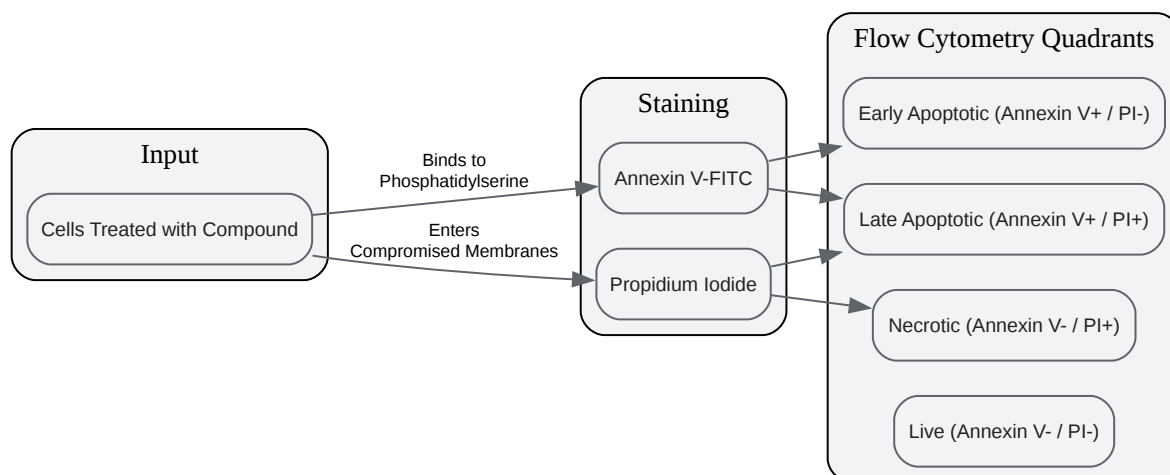 Input
Cells Treated with Compound
Binds to
Phosphatidylserine
Enters
Compromised Membranes
Staining
Annexin V-FITC
Propidium Iodide
Flow Cytometry Quadrants
Early Apoptotic (Annexin V+ / PI-)
Late Apoptotic (Annexin V+ / PI+)
Necrotic (Annexin V- / PI+)
Live (Annexin V- / PI-)